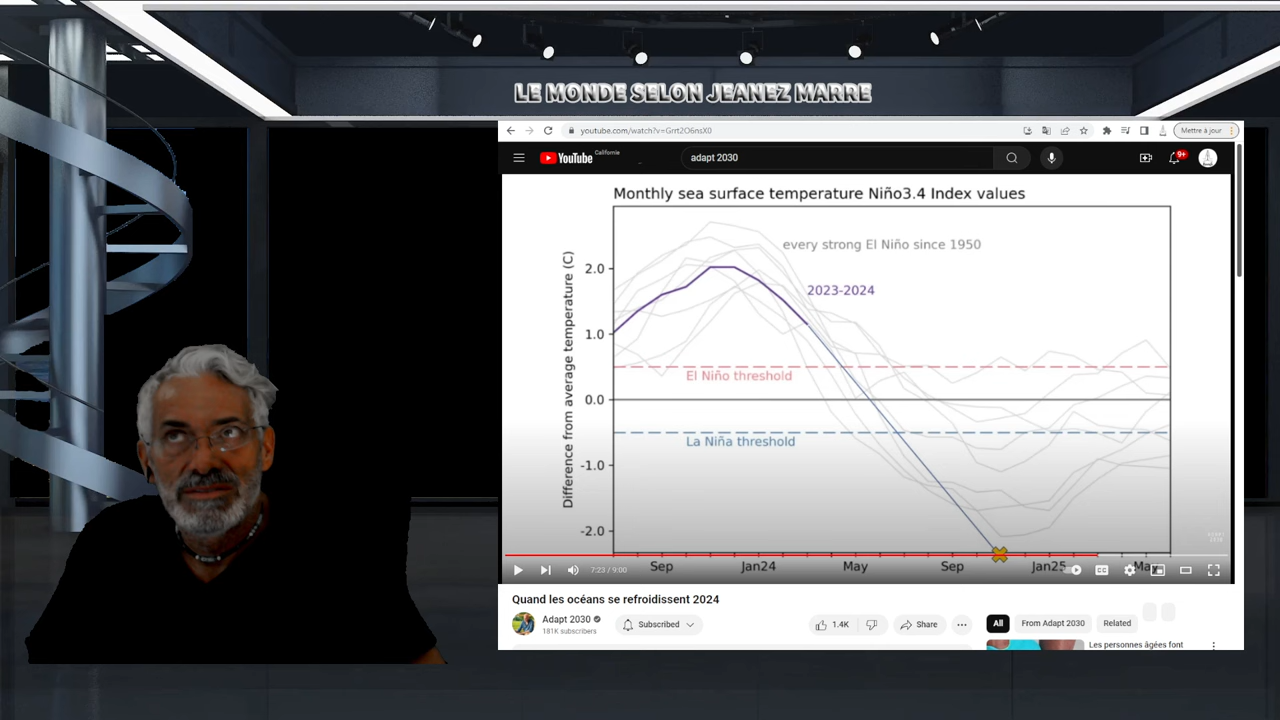 LE MONDE SELON JEANEZ MARRE
youtube.com/watch?v=Grrt2O6nsX0
Mettre à jour
YouTube
Californie
adapt 2030
9+
Monthly sea surface temperature Niño3.4 Index values
every strong El Niño since 1950
2023-2024
El Niño threshold
La Niña threshold
Difference from average temperature (C)
2.0
1.0
0.0
-1.0
-2.0
Sep
Jan24
May
Sep
Jan25
May
7:23 / 9:00
CC
Quand les océans se refroidissent 2024
Adapt 2030
181K subscribers
Subscribed
1.4K
Share
All
From Adapt 2030
Related
Les personnes âgées font